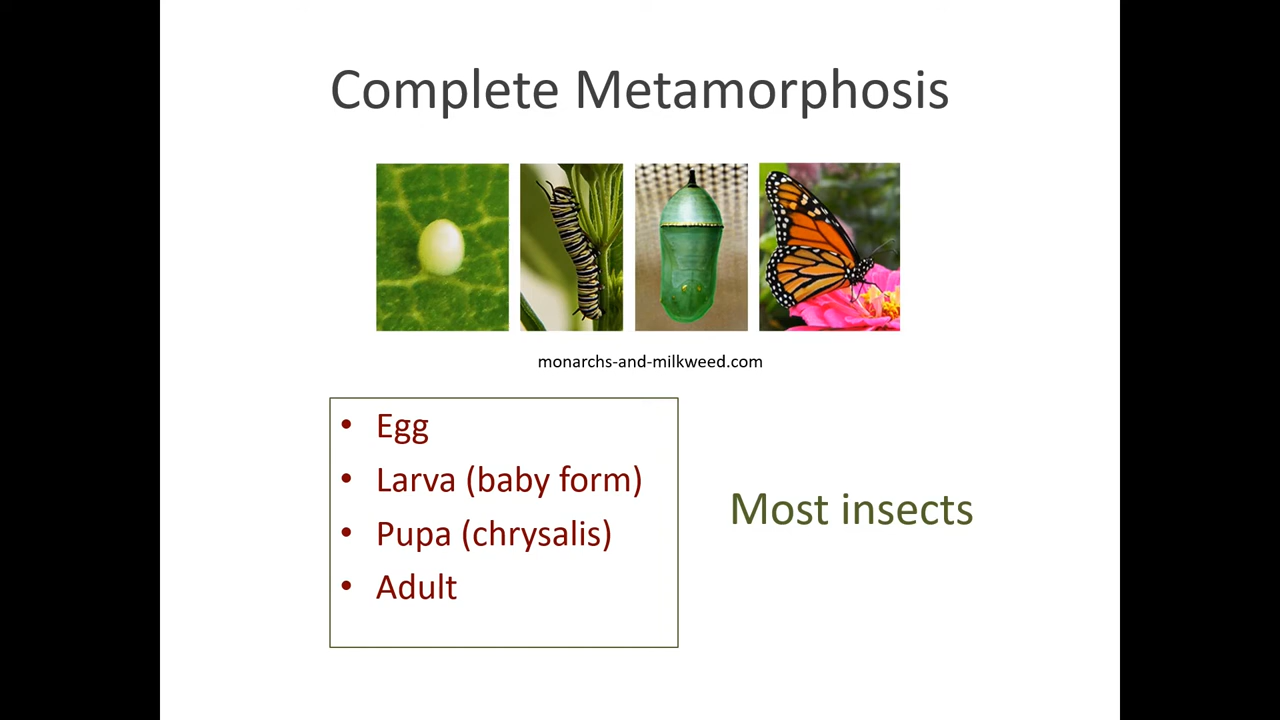 Complete Metamorphosis
monarchs-and-milkweed.com
• Egg
• Larva (baby form)
• Pupa (chrysalis)
• Adult
Most insects